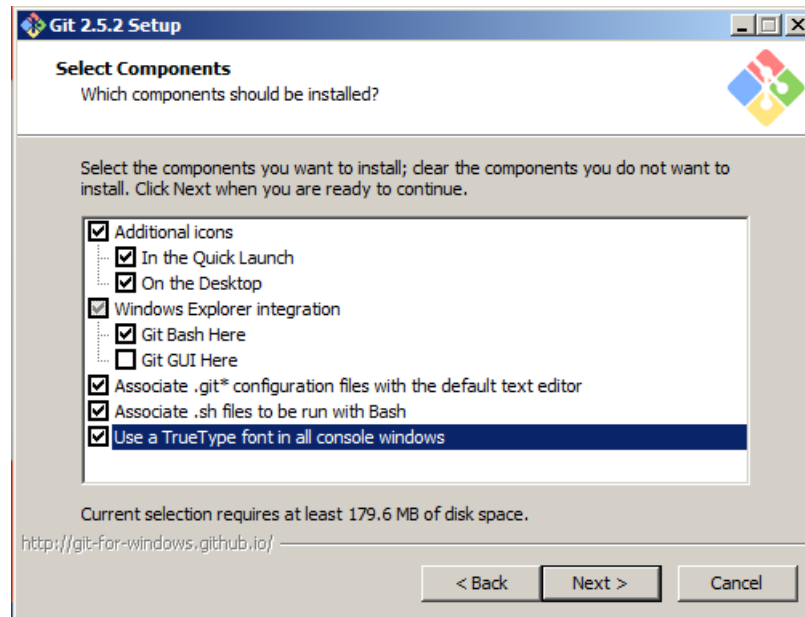 Git 2.5.2 Setup
Select Components
Which components should be installed?
Select the components you want to install; clear the components you do not want to
install. Click Next when you are ready to continue.
Additional icons
In the Quick Launch
On the Desktop
Windows Explorer integration
Git Bash Here
Git GUI Here
Associate .git* configuration files with the default text editor
Associate .sh files to be run with Bash
Use a TrueType font in all console windows
Current selection requires at least 179.6 MB of disk space.
http://git-for-windows.github.io/
< Back Next > Cancel